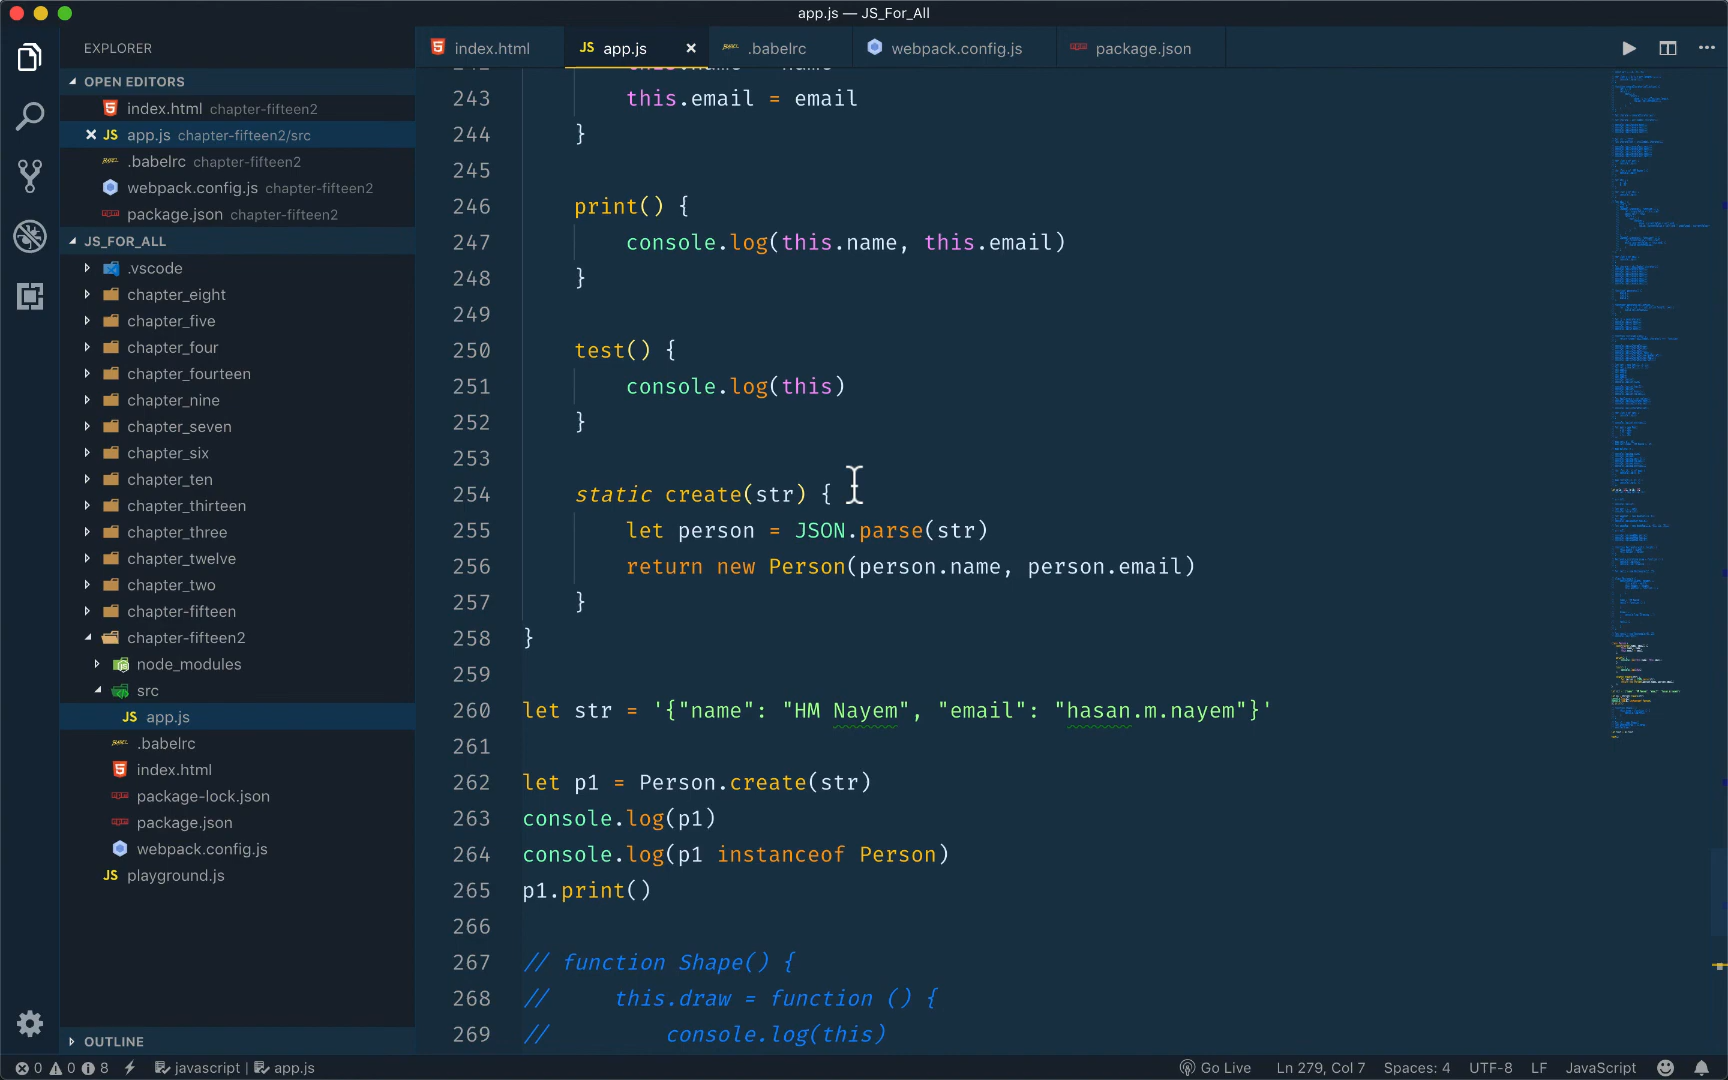 app.js — JS_For_All
EXPLORER
OPEN EDITORS
index.html chapter-fifteen2
JS app.js chapter-fifteen2/src
.babelrc chapter-fifteen2
webpack.config.js chapter-fifteen2
package.json chapter-fifteen2
JS_FOR_ALL
.vscode
chapter_eight
chapter_five
chapter_four
chapter_fourteen
chapter_nine
chapter_seven
chapter_six
chapter_ten
chapter_thirteen
chapter_three
chapter_twelve
chapter_two
chapter-fifteen
chapter-fifteen2
node_modules
src
JS app.js
.babelrc
index.html
package-lock.json
package.json
webpack.config.js
JS playground.js
OUTLINE
index.html JS app.js .babelrc webpack.config.js package.json
243 this.email = email
244 }
245
246 print() {
247 console.log(this.name, this.email)
248 }
249
250 test() {
251 console.log(this)
252 }
253
254 static create(str) {
255 let person = JSON.parse(str)
256 return new Person(person.name, person.email)
257 }
258 }
259
260 let str = '{"name": "HM Nayem", "email": "hasan.m.nayem"}'
261
262 let p1 = Person.create(str)
263 console.log(p1)
264 console.log(p1 instanceof Person)
265 p1.print()
266
267 // function Shape() {
268 // this.draw = function () {
269 // console.log(this)
0 0 8 javascript | app.js Go Live Ln 279, Col 7 Spaces: 4 UTF-8 LF JavaScript